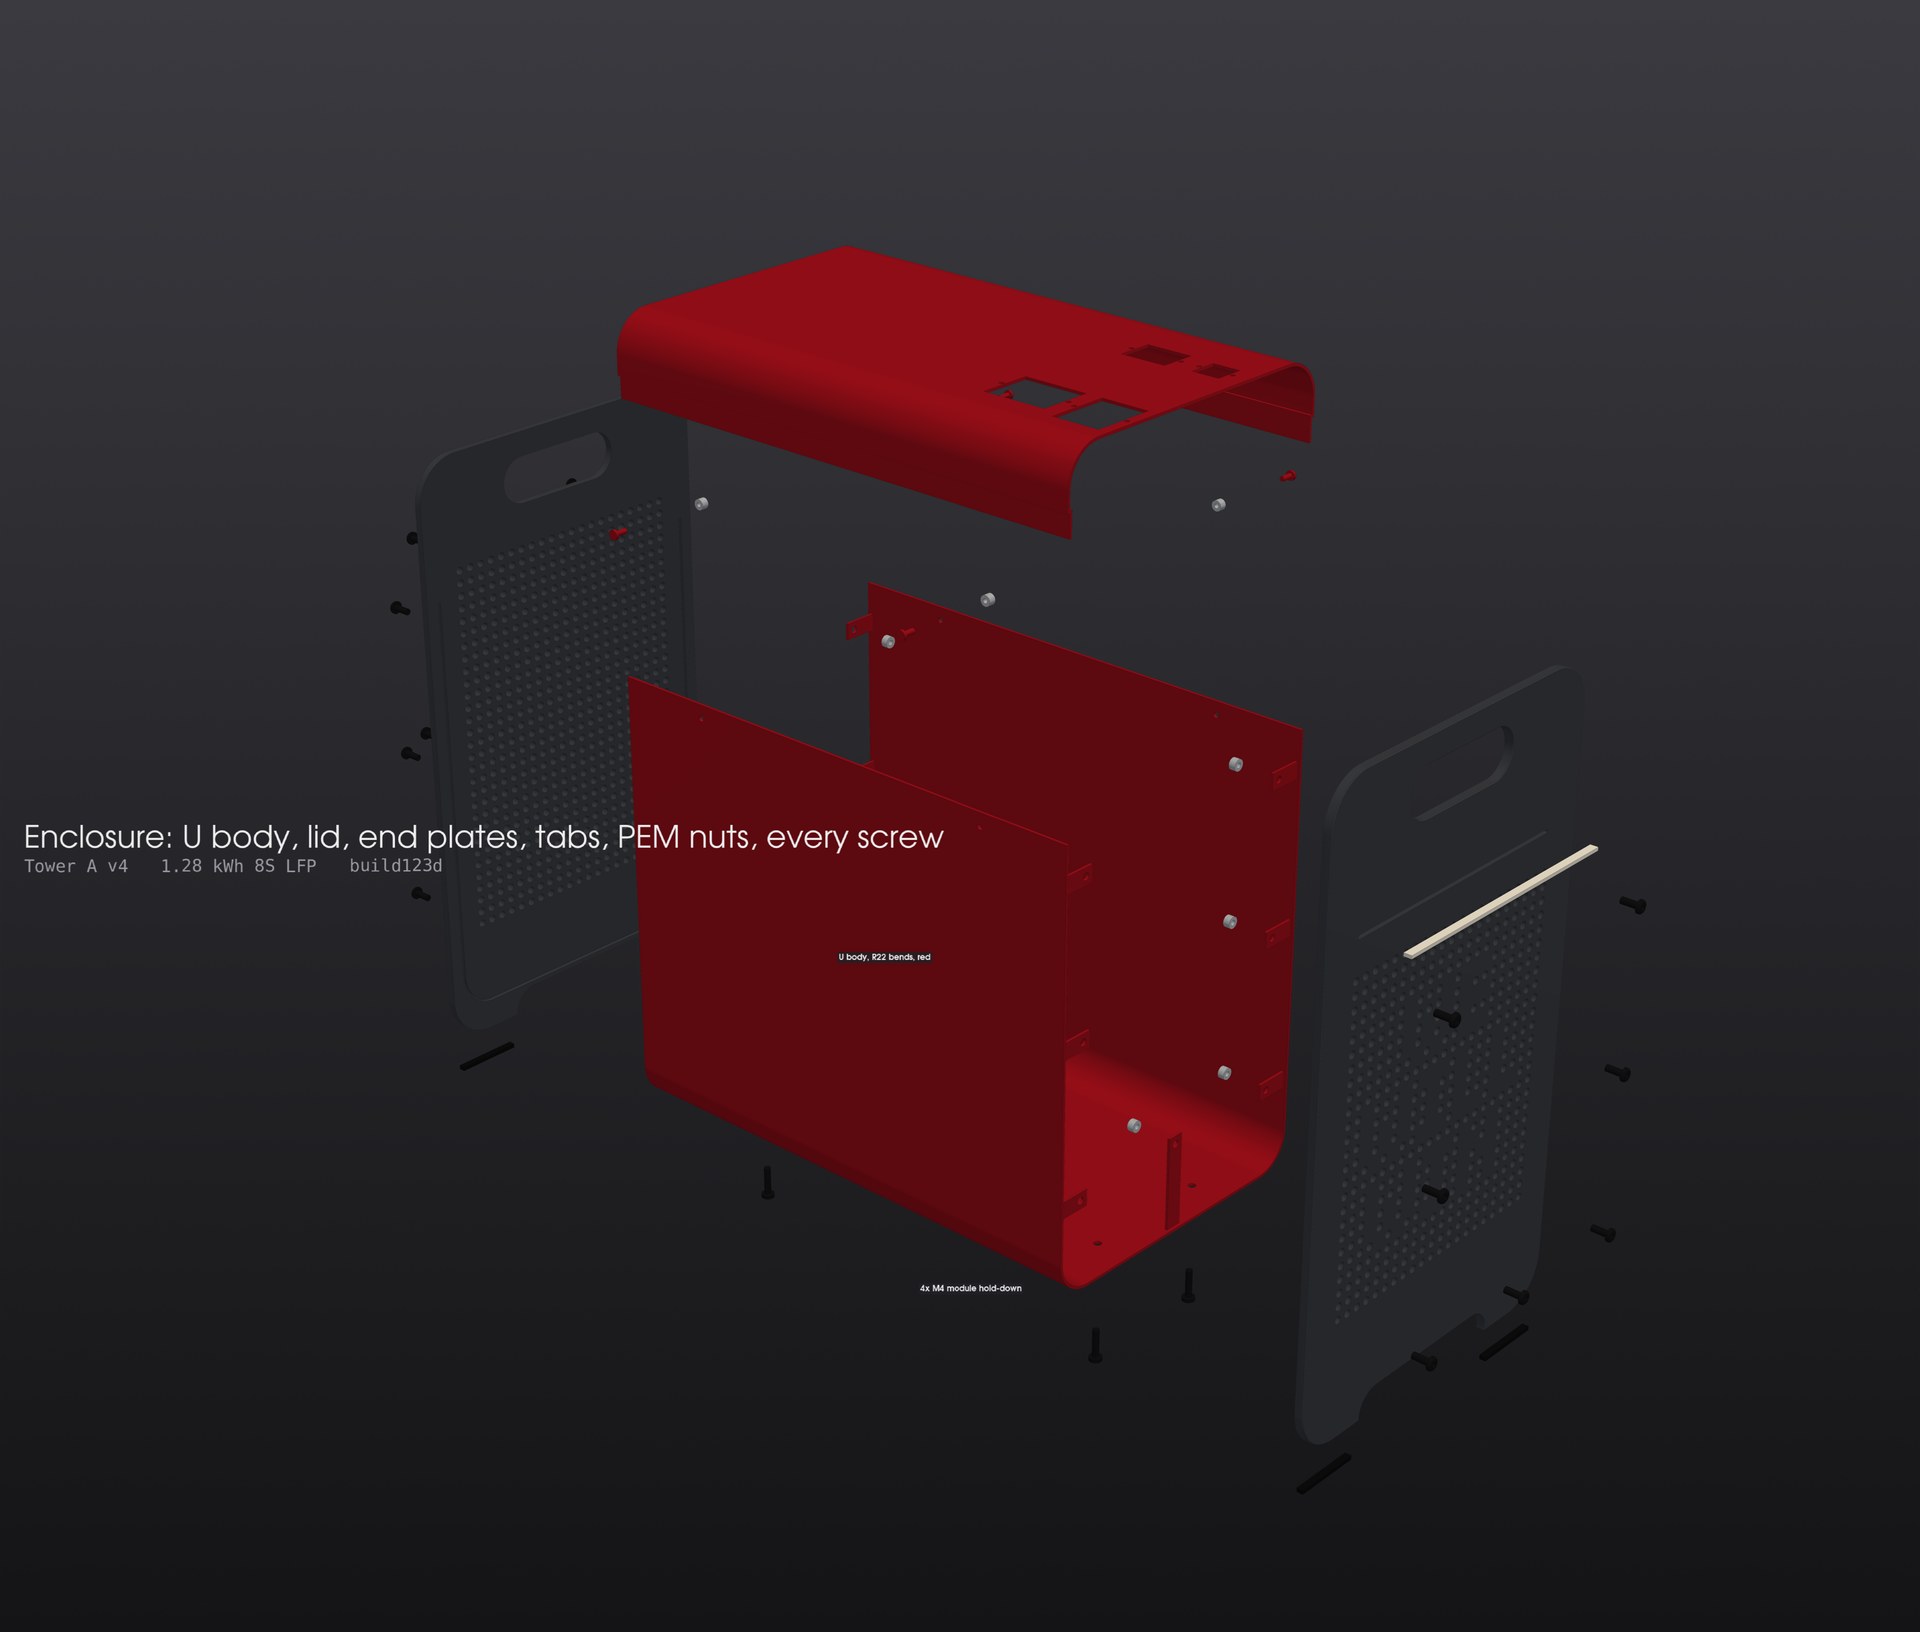 Enclosure: U body, lid, end plates, tabs, PEM nuts, every screw
Tower A v4   1.28 kWh 8S LFP   build123d
U body, R22 bends, red
4x M4 module hold-down